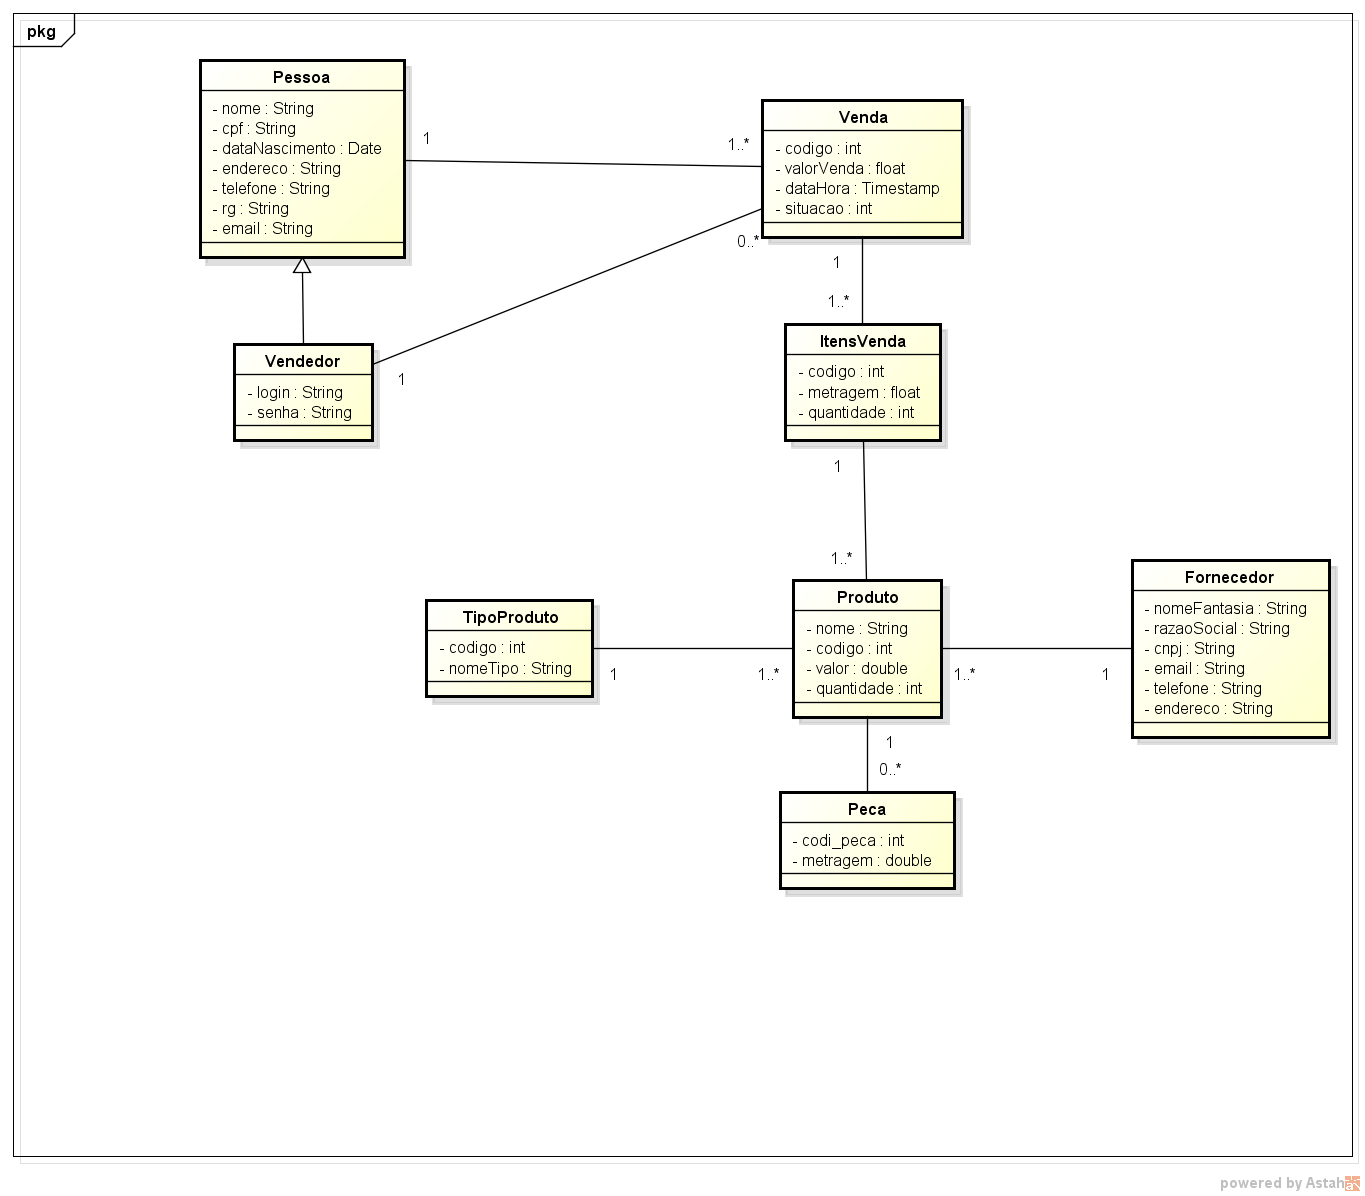 pkg
Pessoa
- nome : String
- cpf : String
- dataNascimento : Date
- endereco : String
- telefone : String
- rg : String
- email : String
1
1..*
Venda
- codigo : int
- valorVenda : float
- dataHora : Timestamp
- situacao : int
0..*
1
1..*
Vendedor
- login : String
- senha : String
1
ItensVenda
- codigo : int
- metragem : float
- quantidade : int
1
1..*
TipoProduto
- codigo : int
- nomeTipo : String
1
1..*
Produto
- nome : String
- codigo : int
- valor : double
- quantidade : int
1..*
1
Fornecedor
- nomeFantasia : String
- razaoSocial : String
- cnpj : String
- email : String
- telefone : String
- endereco : String
1
0..*
Peca
- codi_peca : int
- metragem : double
powered by Astah